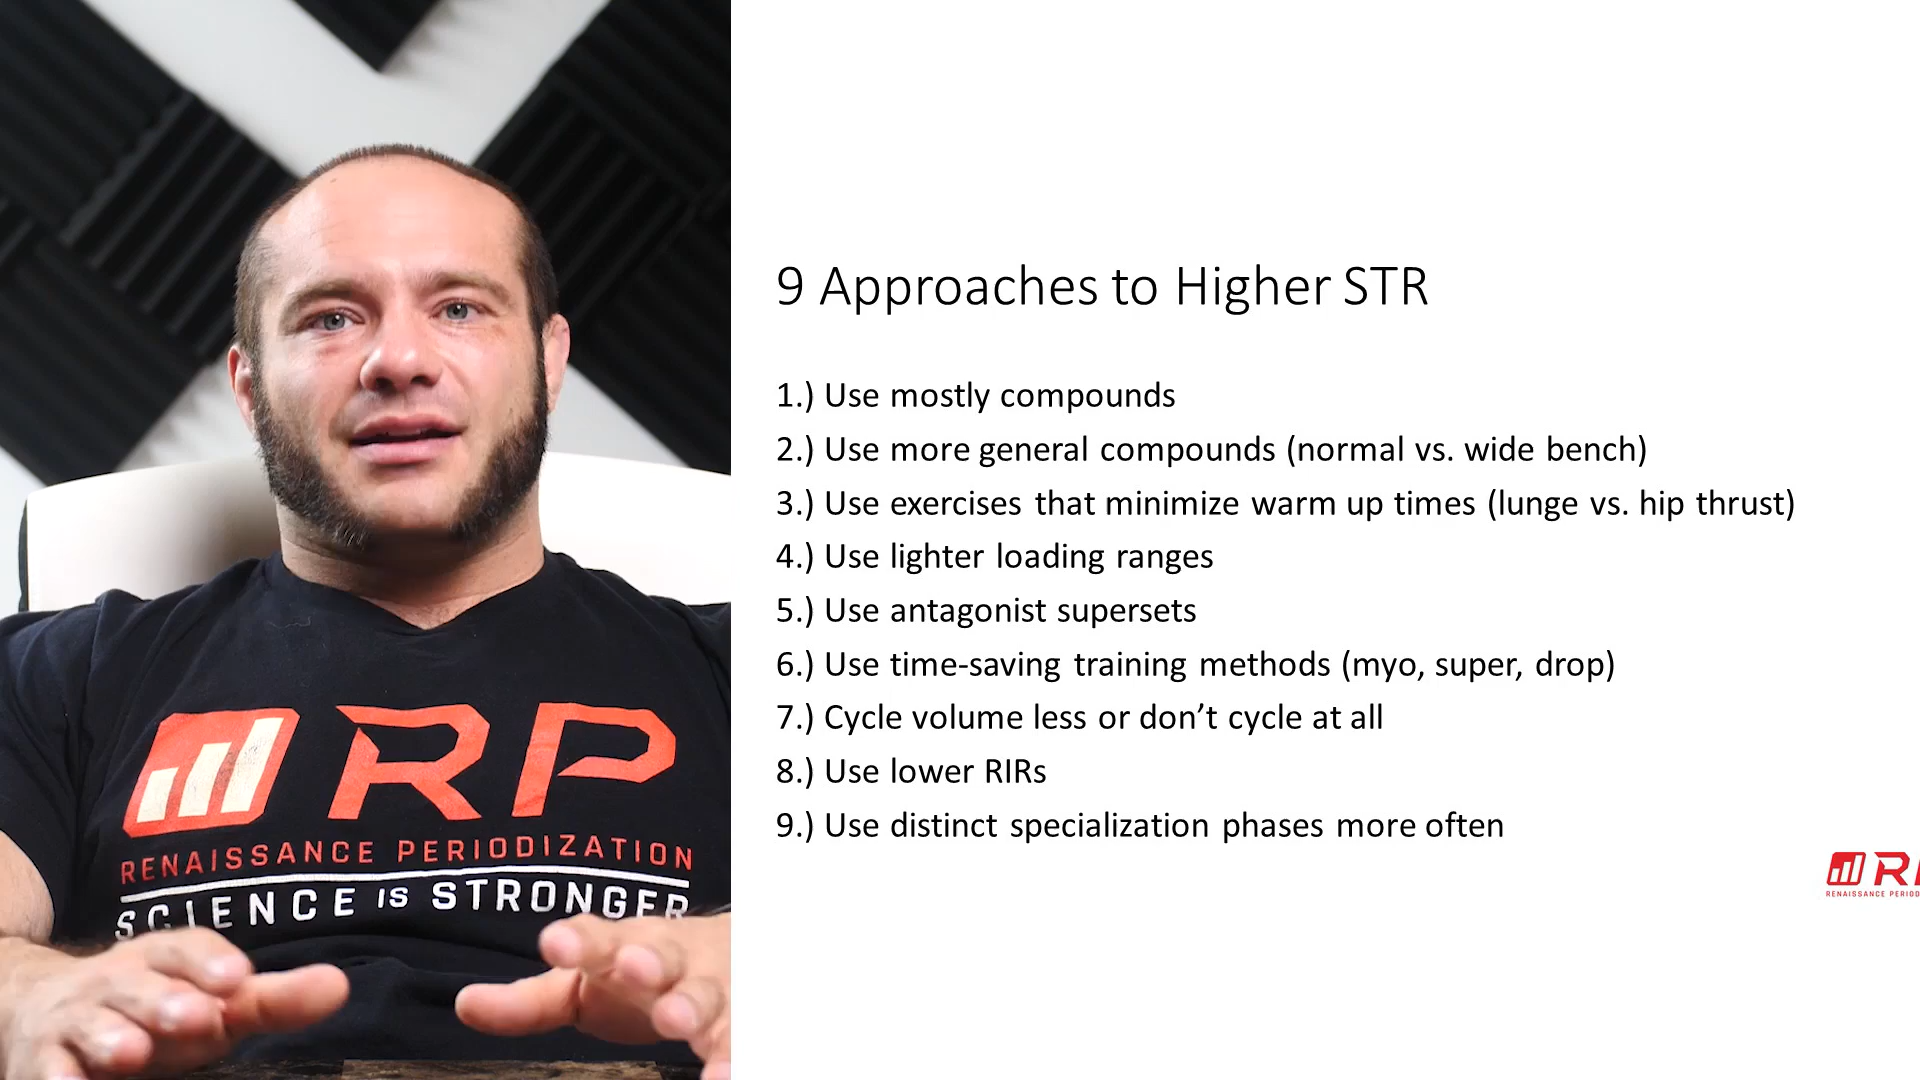 9 Approaches to Higher STR
1.) Use mostly compounds
2.) Use more general compounds (normal vs. wide bench)
3.) Use exercises that minimize warm up times (lunge vs. hip thrust)
4.) Use lighter loading ranges
5.) Use antagonist supersets
6.) Use time-saving training methods (myo, super, drop)
7.) Cycle volume less or don’t cycle at all
8.) Use lower RIRs
9.) Use distinct specialization phases more often
RP
RENAISSANCE PERIODIZATION
SCIENCE IS STRONGER
R
RENAISSANCE